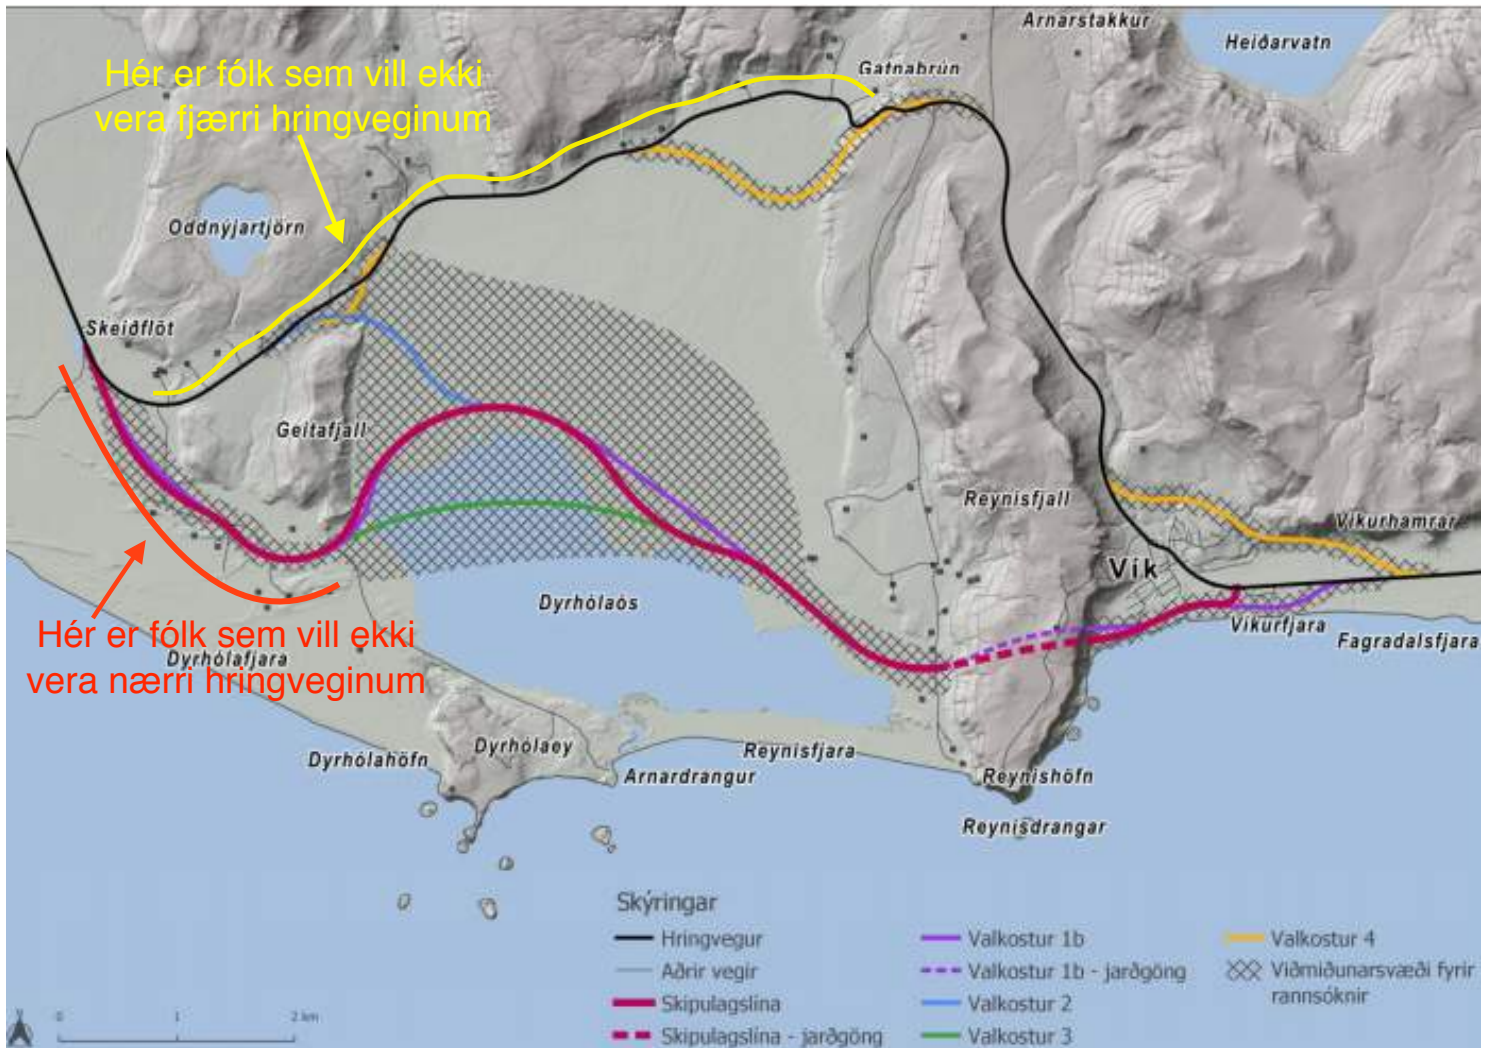 Arnarstakkur
Heiðarvatn
Gatnabrún
Hér er fólk sem vill ekki
vera fjærri hringveginum
Oddnýjartjörn
Skeiðflöt
Geitafjall
Reynisfjall
Víkurhamrar
Vík
Dyrhólaós
Víkurfjara
Fagradalsfjara
Hér er fólk sem vill ekki
vera nærri hringveginum
Dyrhólafjara
Dyrhólahöfn
Dyrhólaey
Arnardrangur
Reynisfjara
Reynishöfn
Reynisdrangar
Skýringar
Hringvegur
Aðrir vegir
Skipulagslína
Skipulagslína - jarðgöng
Valkostur 1b
Valkostur 1b - jarðgöng
Valkostur 2
Valkostur 3
Valkostur 4
Viðmiðunarsvæði fyrir
rannsóknir
0 1 2 km